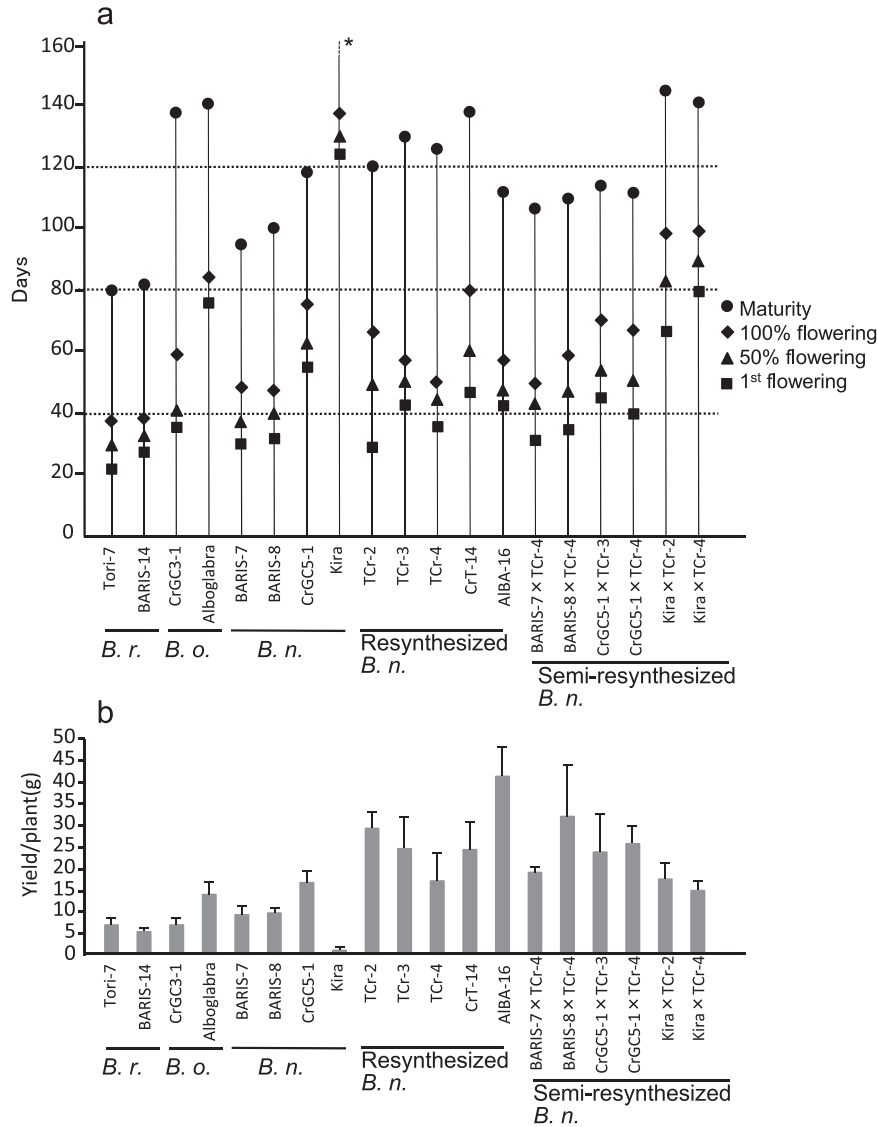 a
160
140
120
100
80
60
40
20
0
Days
*
Maturity
100% flowering
50% flowering
1st flowering
Tori-7
BARIS-14
CrGC3-1
Alboglabra
BARIS-7
BARIS-8
CrGC5-1
Kira
TCr-2
TCr-3
TCr-4
CrT-14
AlBA-16
BARIS-7 × TCr-4
BARIS-8 × TCr-4
CrGC5-1 × TCr-3
CrGC5-1 × TCr-4
Kira × TCr-2
Kira × TCr-4
B. r.
B. o.
B. n.
Resynthesized
B. n.
Semi-resynthesized
B. n.
b
50
45
40
35
30
25
20
15
10
5
0
Yield/plant(g)
Tori-7
BARIS-14
CrGC3-1
Alboglabra
BARIS-7
BARIS-8
CrGC5-1
Kira
TCr-2
TCr-3
TCr-4
CrT-14
AlBA-16
BARIS-7 × TCr-4
BARIS-8 × TCr-4
CrGC5-1 × TCr-3
CrGC5-1 × TCr-4
Kira × TCr-2
Kira × TCr-4
B. r.
B. o.
B. n.
Resynthesized
B. n.
Semi-resynthesized
B. n.